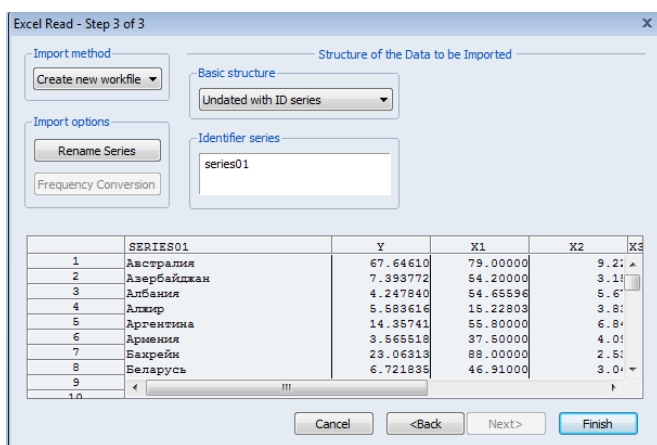 Excel Read - Step 3 of 3
x
Import method
Create new workfile
Structure of the Data to be Imported
Basic structure
Undated with ID series
Import options
Rename Series
Frequency Conversion
Identifier series
series01
SERIES01 Y X1 X2 X3
1 Австралия 67.64610 79.00000
2 Азербайджан 7.393772 54.20000
3 Албания 4.247840 54.65596
4 Алжир 5.583616 15.22803
5 Аргентина 14.35741 55.80000
6 Армения 3.565518 37.50000
7 Бахрейн 23.06313 88.00000
8 Беларусь 6.721835 46.91000
9
10
Cancel <Back Next> Finish